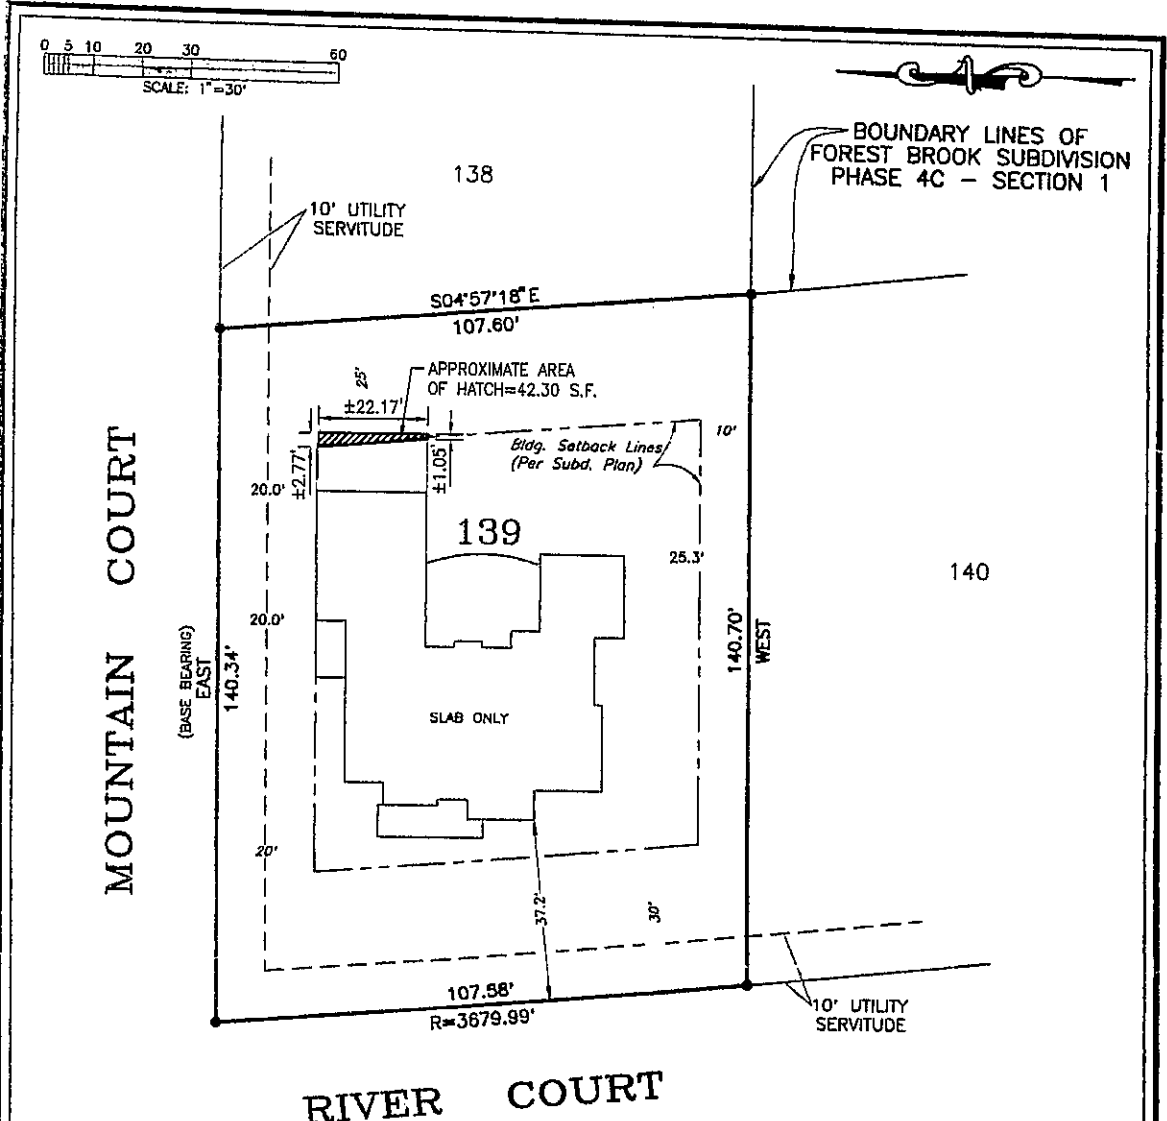 0 5 10 20 30 60
SCALE: 1"=30'
BOUNDARY LINES OF
FOREST BROOK SUBDIVISION
PHASE 4C - SECTION 1
138
10' UTILITY
SERVITUDE
S04°57'18"E
107.60'
APPROXIMATE AREA
OF HATCH=42.30 S.F.
25'
±22.17'
±2.77'
±1.05'
Bldg. Setback Lines
(Per Subd. Plan)
10'
20.0'
139
25.3'
140
20.0'
MOUNTAIN COURT
(BASE BEARING)
EAST
140.34'
140.70'
WEST
SLAB ONLY
20'
37.2'
30'
107.58'
R=3679.99'
10' UTILITY
SERVITUDE
RIVER COURT